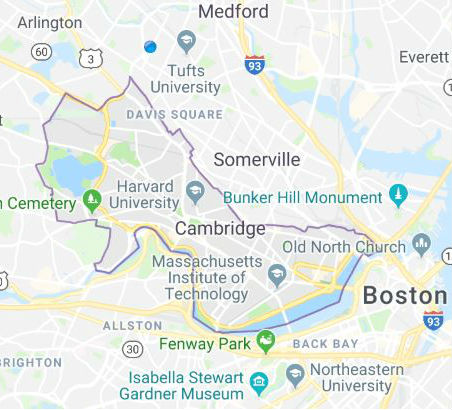 Medford
Arlington
60
3
Tufts
University
93
Everett
DAVIS SQUARE
Somerville
Harvard
University
Bunker Hill Monument
n Cemetery
Cambridge
Old North Church
Massachusetts
Institute of
Technology
Boston
93
ALLSTON
30
Fenway Park
BACK BAY
BRIGHTON
Isabella Stewart
Gardner Museum
Northeastern
University